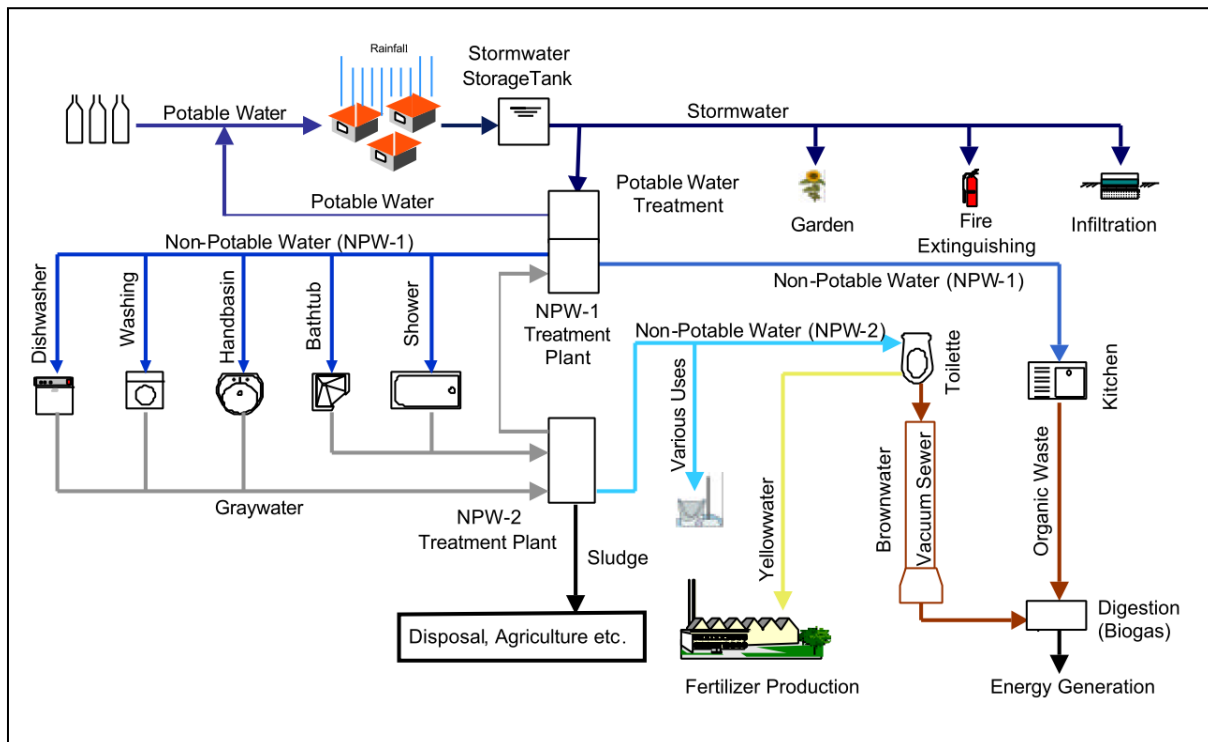 Rainfall
Stormwater
StorageTank
Potable Water
Stormwater
Potable Water
Treatment
Garden
Fire
Extinguishing
Infiltration
Potable Water
Non-Potable Water (NPW-1)
Non-Potable Water (NPW-1)
NPW-1
Treatment
Plant
Dishwasher
Washing
Handbasin
Bathtub
Shower
Non-Potable Water (NPW-2)
Toilette
Kitchen
Various Uses
Graywater
NPW-2
Treatment Plant
Sludge
Yellowwater
Brownwater
Vacuum Sewer
Organic Waste
Disposal, Agriculture etc.
Digestion
(Biogas)
Fertilizer Production
Energy Generation